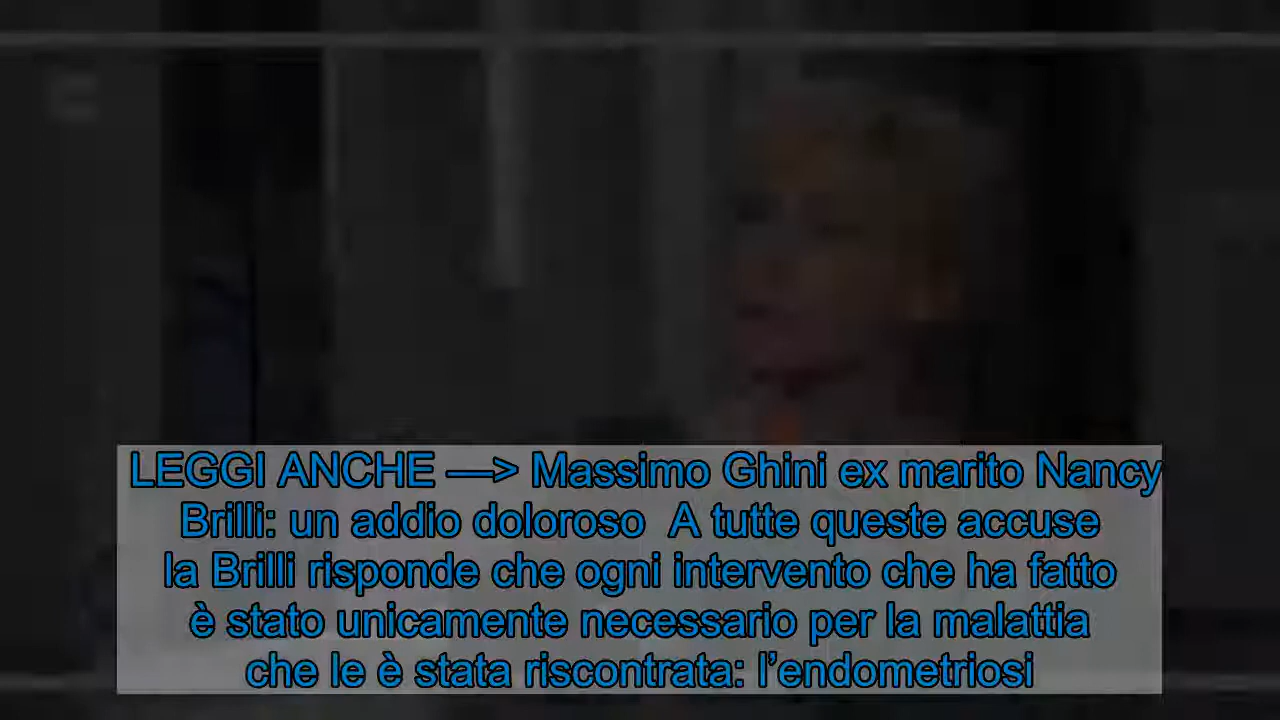 LEGGI ANCHE —> Massimo Ghini ex marito Nancy
Brilli: un addio doloroso  A tutte queste accuse
la Brilli risponde che ogni intervento che ha fatto
è stato unicamente necessario per la malattia
che le è stata riscontrata: l’endometriosi